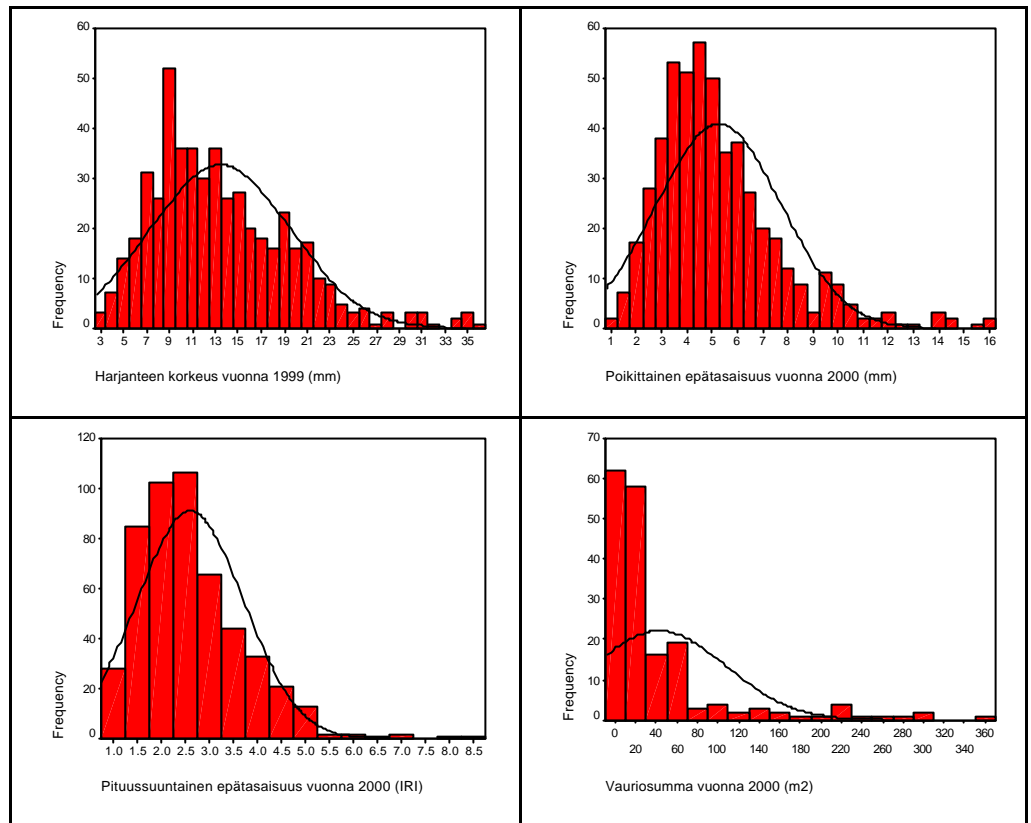 60
50
40
30
20
10
0
Frequency
3 5 7 9 11 13 15 17 19 21 23 25 27 29 31 33 35
Harjanteen korkeus vuonna 1999 (mm)
60
50
40
30
20
10
0
Frequency
1 2 3 4 5 6 7 8 9 10 11 12 13 14 15 16
Poikittainen epätasaisuus vuonna 2000 (mm)
120
100
80
60
40
20
0
Frequency
1.0 1.5 2.0 2.5 3.0 3.5 4.0 4.5 5.0 5.5 6.0 6.5 7.0 7.5 8.0 8.5
Pituussuuntainen epätasaisuus vuonna 2000 (IRI)
70
60
50
40
30
20
10
0
Frequency
0 40 80 120 160 200 240 280 320 360
20 60 100 140 180 220 260 300 340
Vauriosumma vuonna 2000 (m2)